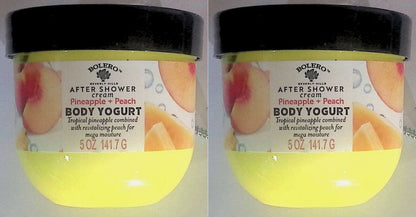 BOLERO™
BEVERLY HILLS
AFTER SHOWER
cream
Pineapple + Peach
BODY YOGURT
Tropical pineapple combined
with revitalizing peach for
mega moisture
5 OZ 141.7 G
BOLERO™
BEVERLY HILLS
AFTER SHOWER
cream
Pineapple + Peach
BODY YOGURT
Tropical pineapple combined
with revitalizing peach for
mega moisture
5 OZ 141.7 G